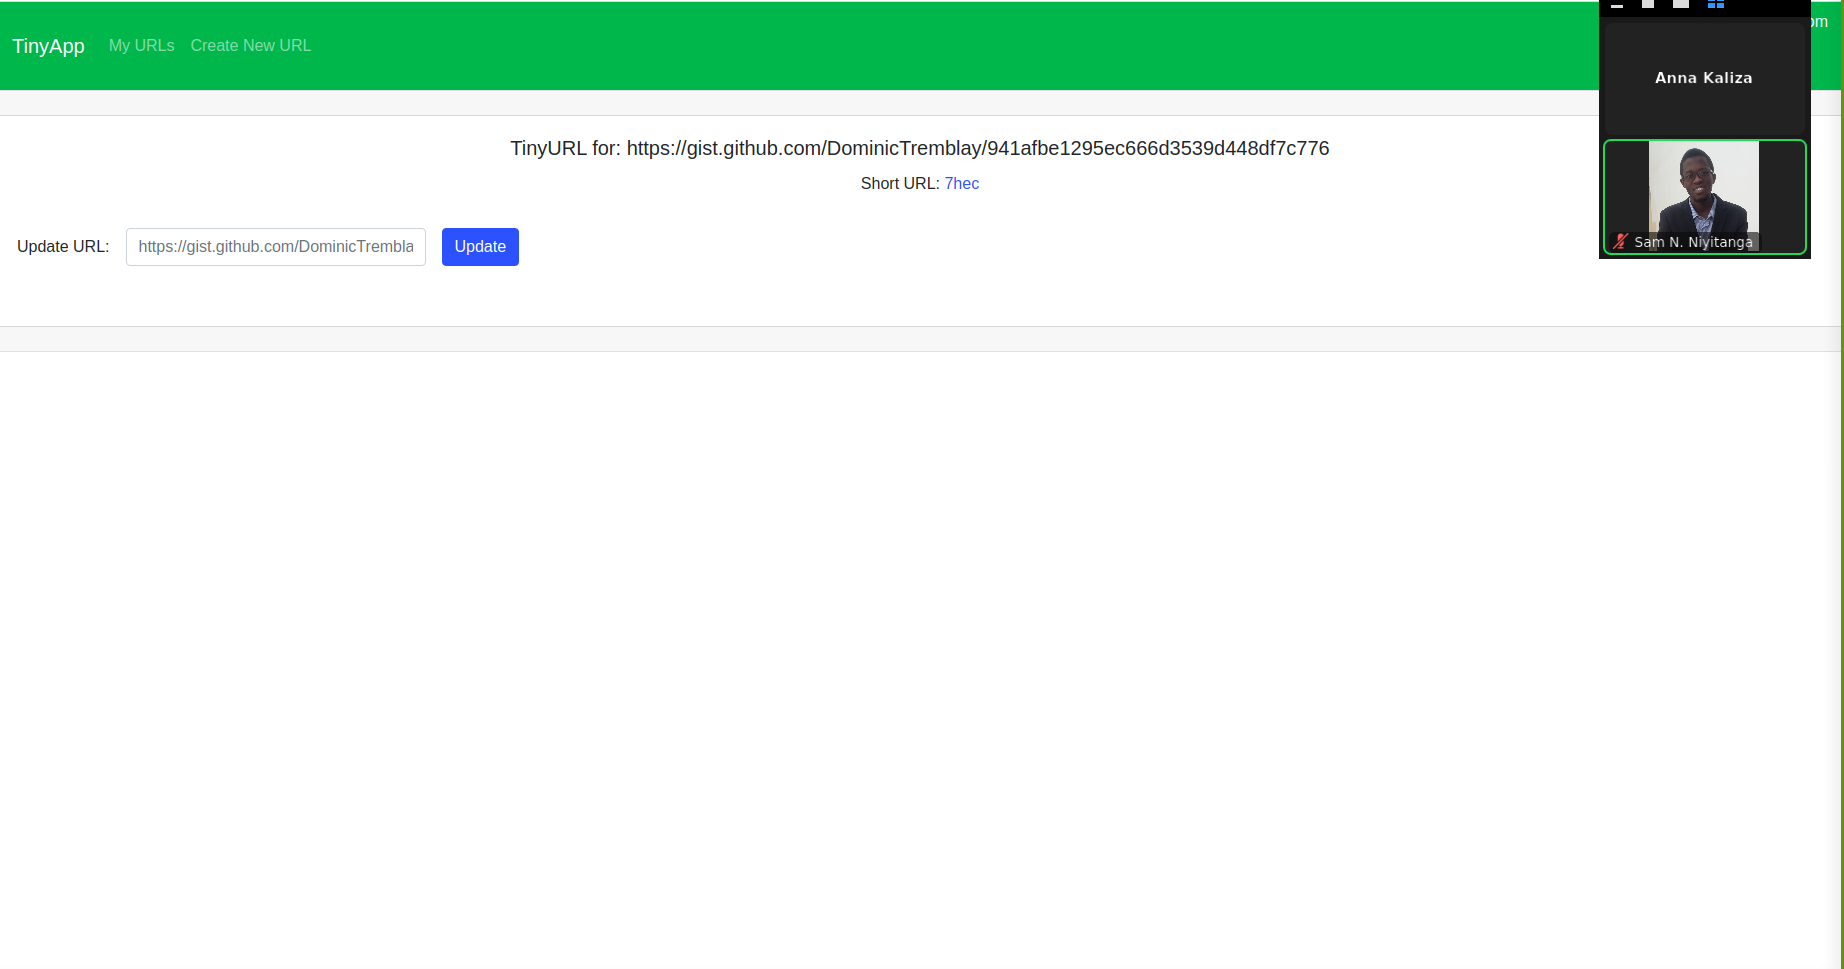 TinyApp My URLs Create New URL
Anna Kaliza
TinyURL for: https://gist.github.com/DominicTremblay/941afbe1295ec666d3539d448df7c776
Short URL: 7hec
Update URL: https://gist.github.com/DominicTrembla Update
Sam N. Niyitanga